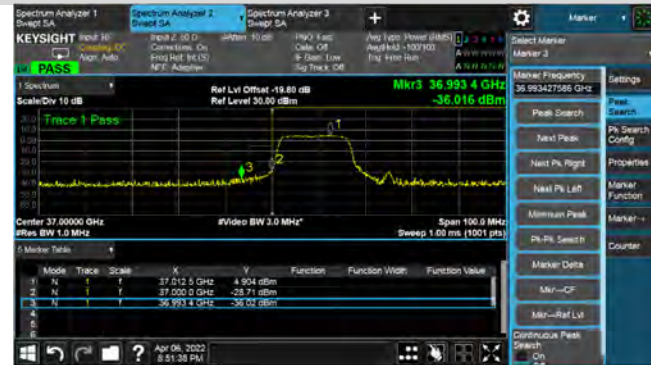 Spectrum Analyzer 1
Swept SA
Spectrum Analyzer 2
Swept SA
Spectrum Analyzer 3
Swept SA
+
Marker
KEYSIGHT
Input: RF
Coupling: DC
Align: Auto
Input Z: 50 Ω
Corrections: On
Freq Ref: Int (S)
NFE: Adaptive
#Atten: 10 dB
PNO: Fast
Gate: Off
IF Gain: Low
Sig Track: Off
Avg Type: Power (RMS)
Avg|Hold: >100/100
Trig: Free Run
PASS
Select Marker
Marker 3
Marker Frequency
36.993427586 GHz
Settings
Peak Search
Next Peak
Next Pk Right
Next Pk Left
Minimum Peak
Pk-Pk Search
Marker Delta
Mkr→CF
Mkr→Ref Lvl
Continuous Peak Search
On
Off
Peak Search
Pk Search Config
Properties
Marker Function
Marker→
Counter
1 Spectrum
Scale/Div 10 dB
Ref Lvl Offset -19.80 dB
Ref Level 30.00 dBm
Mkr3 36.993 4 GHz
-36.016 dBm
Trace 1 Pass
1
2
3
Center 37.00000 GHz
#Res BW 1.0 MHz
#Video BW 3.0 MHz*
Span 100.0 MHz
Sweep 1.00 ms (1001 pts)
5 Marker Table
Mode Trace Scale X Y Function Function Width Function Value
1 N 1 f 37.012 5 GHz 4.904 dBm
2 N 1 f 37.000 0 GHz -28.71 dBm
3 N 1 f 36.993 4 GHz -36.02 dBm
4
5
6
?
Apr 06, 2022
8:51:38 PM